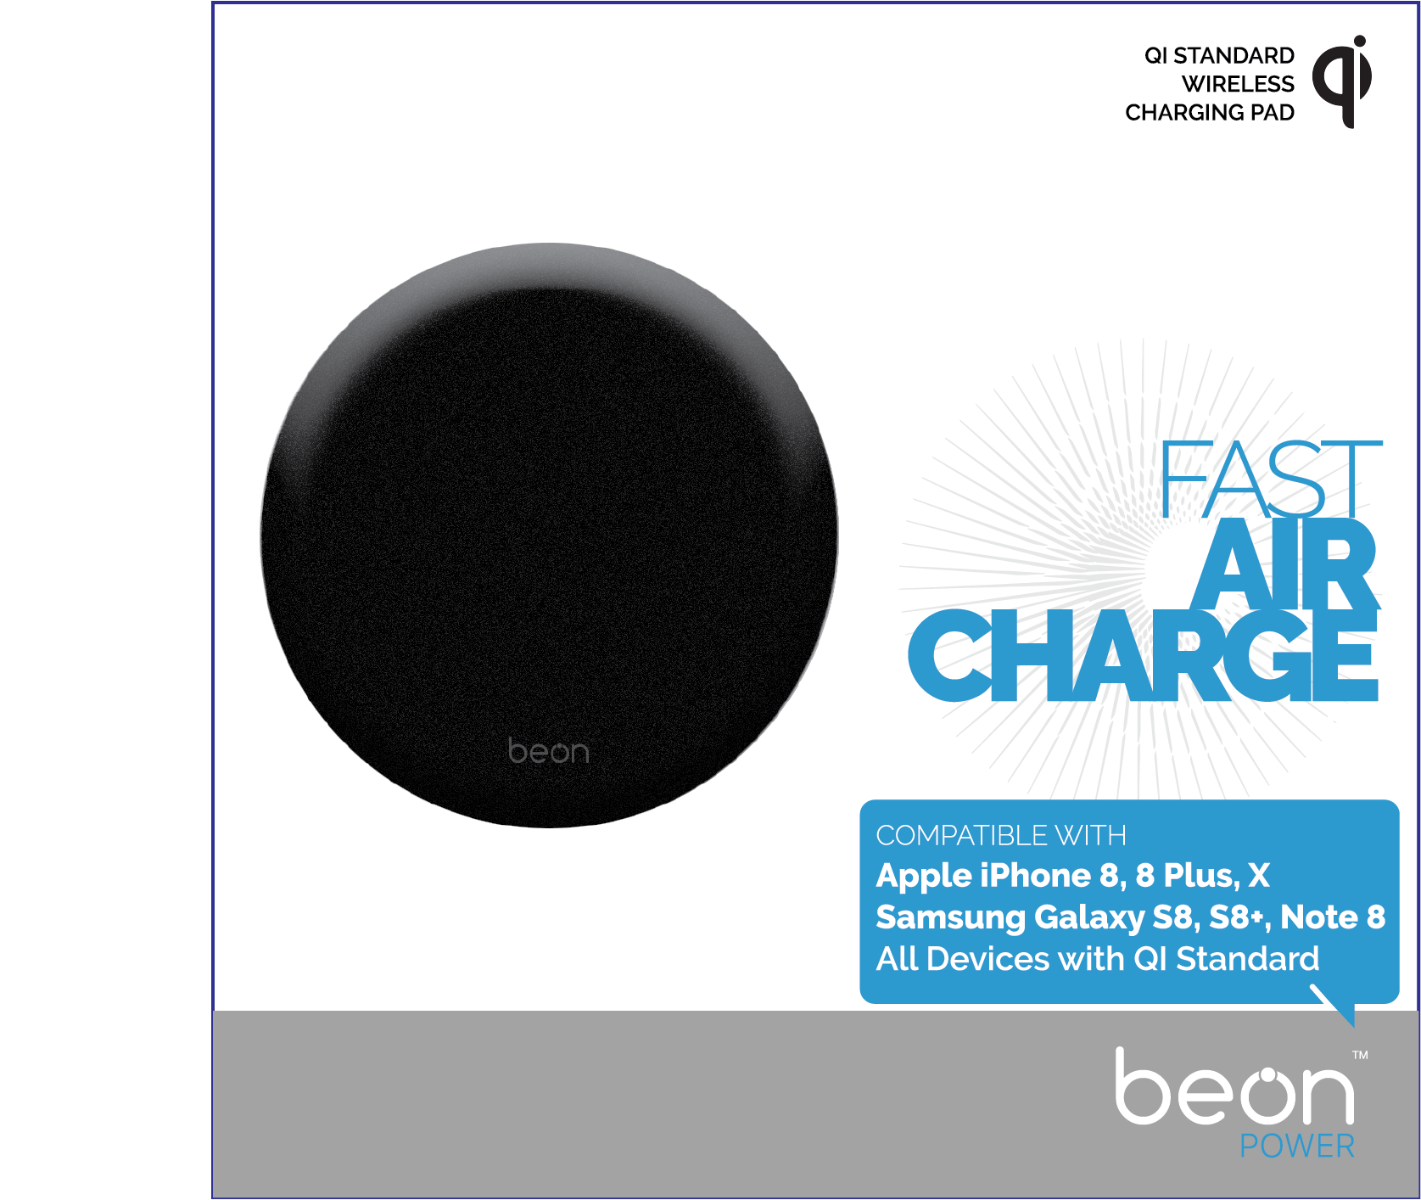 QI STANDARD
WIRELESS
CHARGING PAD
qi
FAST
AIR
CHARGE
beon
COMPATIBLE WITH
Apple iPhone 8, 8 Plus, X
Samsung Galaxy S8, S8+, Note 8
All Devices with QI Standard
beon™
POWER